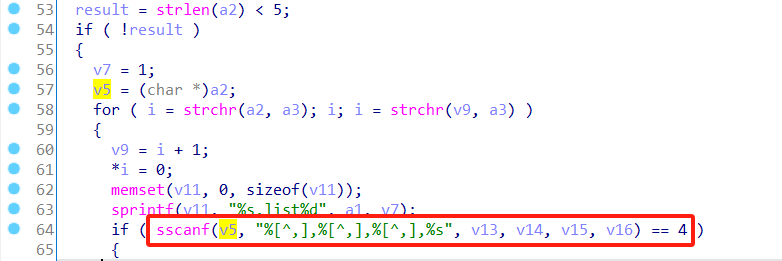 53 result = strlen(a2) < 5;
54 if ( !result )
55 {
56 v7 = 1;
57 v5 = (char *)a2;
58 for ( i = strchr(a2, a3); i; i = strchr(v9, a3) )
59 {
60 v9 = i + 1;
61 *i = 0;
62 memset(v11, 0, sizeof(v11));
63 sprintf(v11, "%s.list%d", a1, v7);
64 if ( sscanf(v5, "%[^,],%[^,],%[^,],%s", v13, v14, v15, v16) == 4 )
65 {